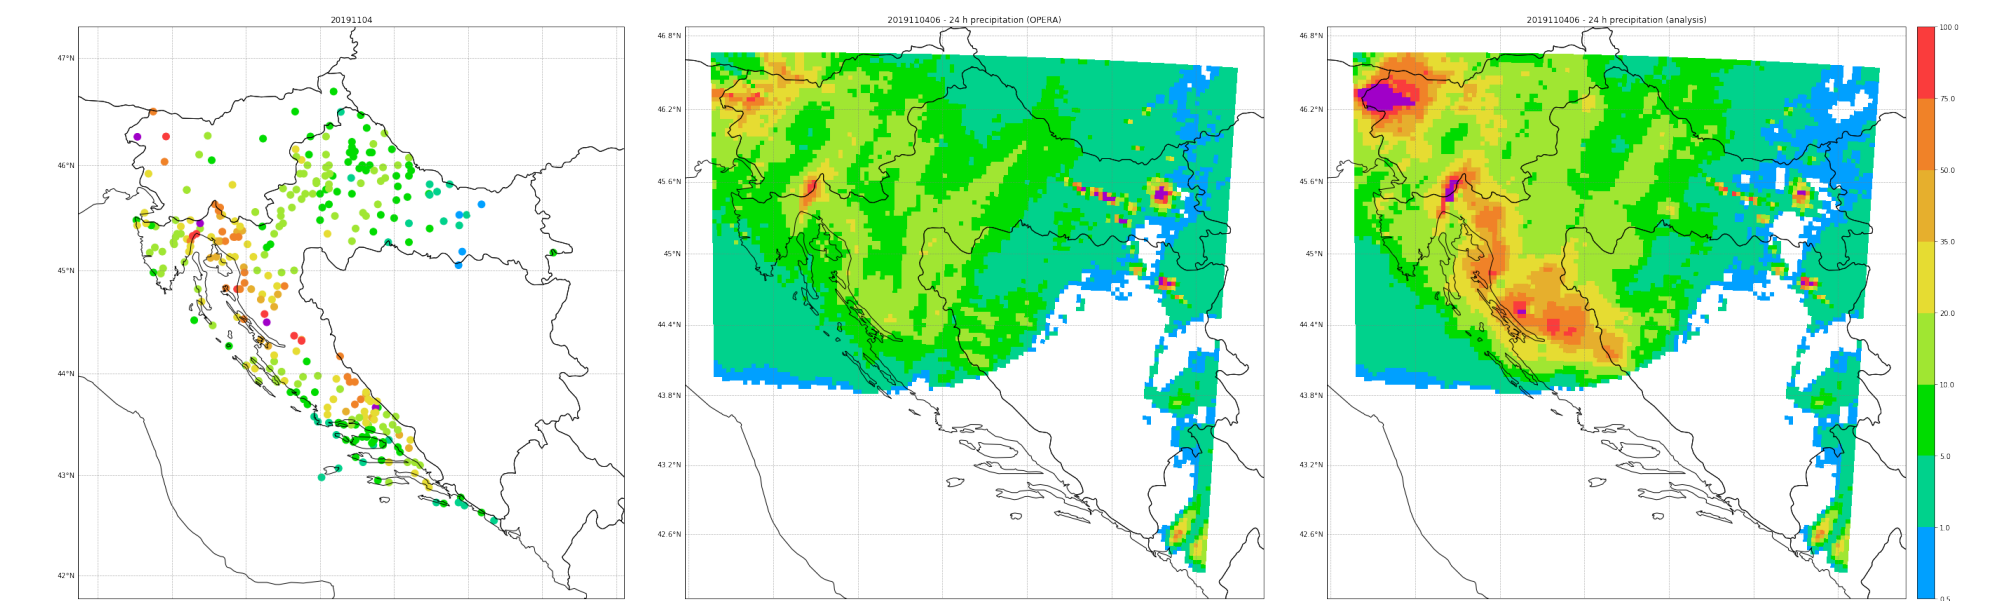 20191104
47°N
46°N
45°N
44°N
43°N
42°N
2019110406 - 24 h precipitation (OPERA)
46.8°N
46.2°N
45.6°N
45°N
44.4°N
43.8°N
43.2°N
42.6°N
2019110406 - 24 h precipitation (analysis)
46.8°N
46.2°N
45.6°N
45°N
44.4°N
43.8°N
43.2°N
42.6°N
100.0
75.0
50.0
35.0
20.0
10.0
5.0
1.0
0.5